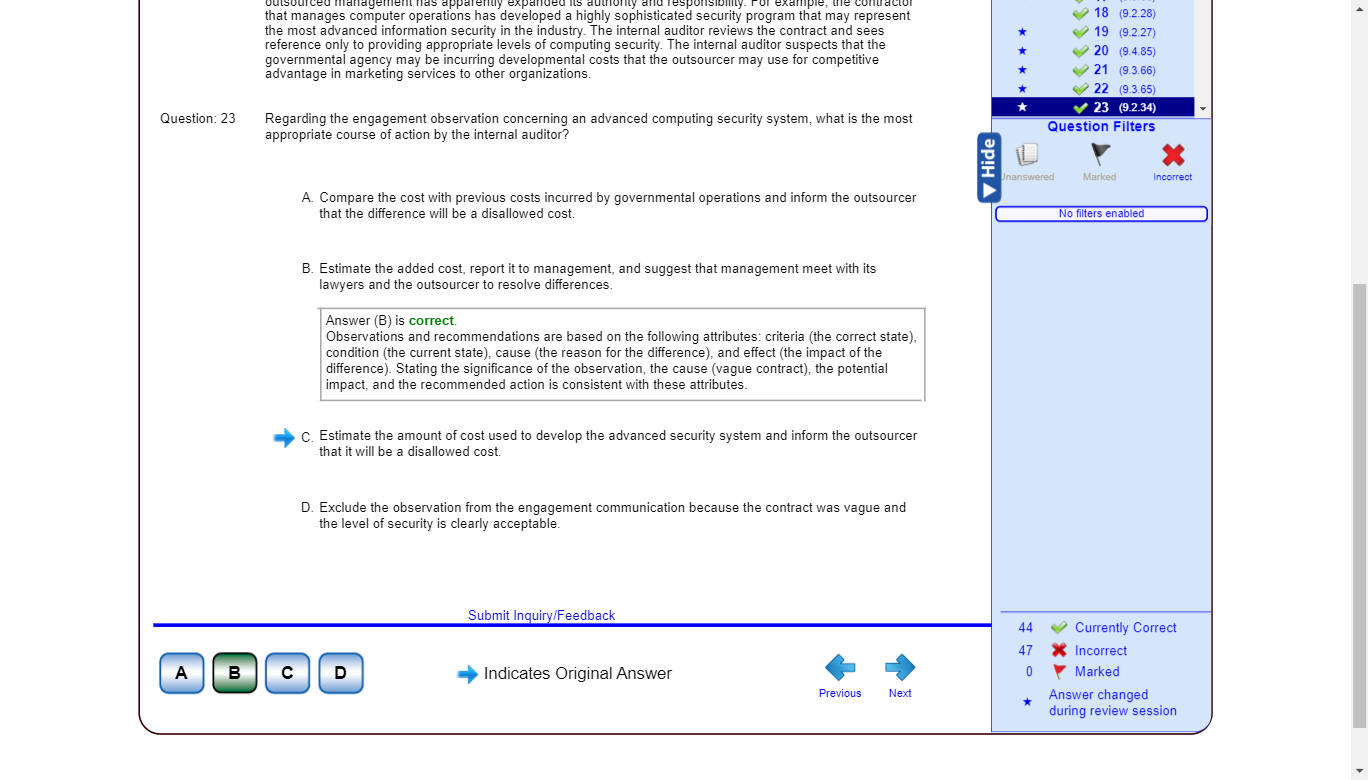 outsourced management has apparently expanded its authority and responsibility. For example, the contractor
that manages computer operations has developed a highly sophisticated security program that may represent
the most advanced information security in the industry. The internal auditor reviews the contract and sees
reference only to providing appropriate levels of computing security. The internal auditor suspects that the
governmental agency may be incurring developmental costs that the outsourcer may use for competitive
advantage in marketing services to other organizations.
Question: 23
Regarding the engagement observation concerning an advanced computing security system, what is the most
appropriate course of action by the internal auditor?
A. Compare the cost with previous costs incurred by governmental operations and inform the outsourcer
that the difference will be a disallowed cost.
B. Estimate the added cost, report it to management, and suggest that management meet with its
lawyers and the outsourcer to resolve differences.
Answer (B) is correct.
Observations and recommendations are based on the following attributes: criteria (the correct state),
condition (the current state), cause (the reason for the difference), and effect (the impact of the
difference). Stating the significance of the observation, the cause (vague contract), the potential
impact, and the recommended action is consistent with these attributes.
C. Estimate the amount of cost used to develop the advanced security system and inform the outsourcer
that it will be a disallowed cost.
D. Exclude the observation from the engagement communication because the contract was vague and
the level of security is clearly acceptable.
Submit Inquiry/Feedback
A B C D
Indicates Original Answer
Previous
Next
18 (9.2.28)
19 (9.2.27)
20 (9.4.85)
21 (9.3.66)
22 (9.3.65)
23 (9.2.34)
Question Filters
Hide
Unanswered
Marked
Incorrect
No filters enabled
44 Currently Correct
47 Incorrect
0 Marked
Answer changed
during review session